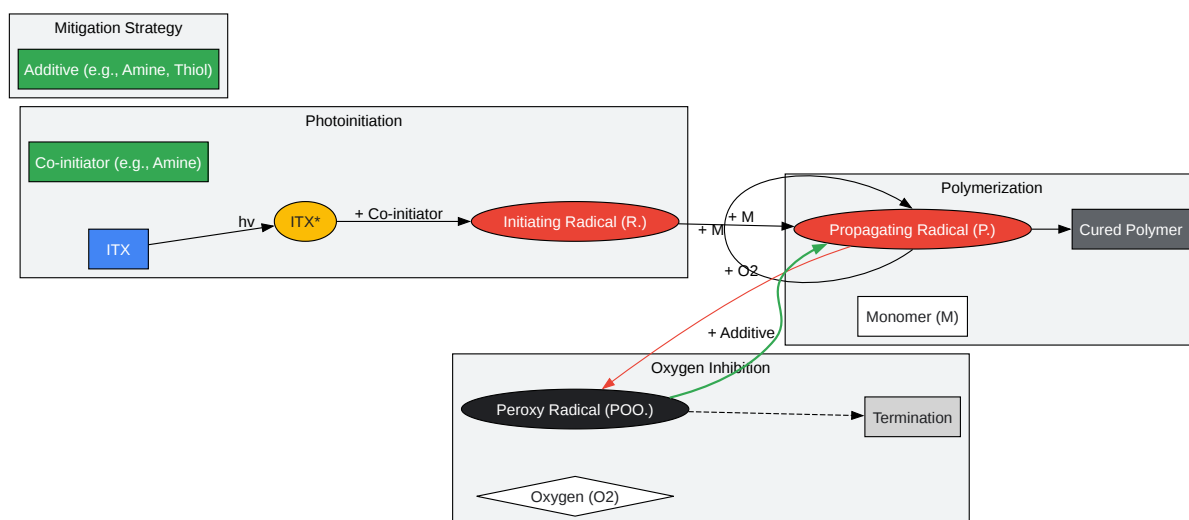 Mitigation Strategy
Additive (e.g., Amine, Thiol)
Photoinitiation
Co-initiator (e.g., Amine)
ITX
hv
ITX*
+ Co-initiator
Initiating Radical (R.)
+ M
+ M
Polymerization
Propagating Radical (P.)
Cured Polymer
+ O2
Monomer (M)
+ Additive
Oxygen Inhibition
Peroxy Radical (POO.)
Termination
Oxygen (O2)